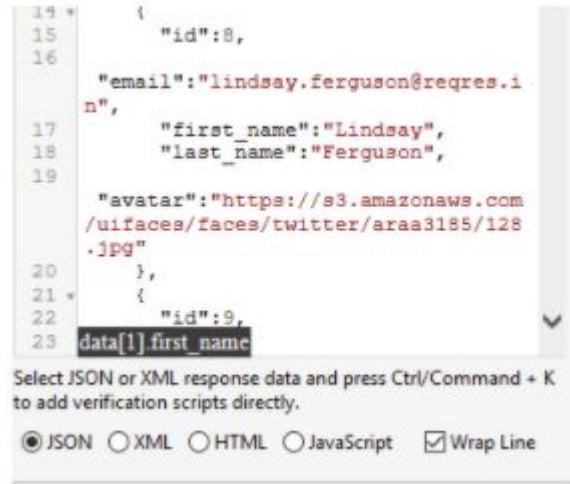 14 {
15 "id":8,
16
"email":"lindsay.ferguson@reqres.i
n",
17 "first_name":"Lindsay",
18 "last_name":"Ferguson",
19
"avatar":"https://s3.amazonaws.com
/uifaces/faces/twitter/araa3185/128
.jpg"
20 },
21 {
22 "id":9,
23 data[1].first_name
Select JSON or XML response data and press Ctrl/Command + K
to add verification scripts directly.
JSON XML HTML JavaScript Wrap Line